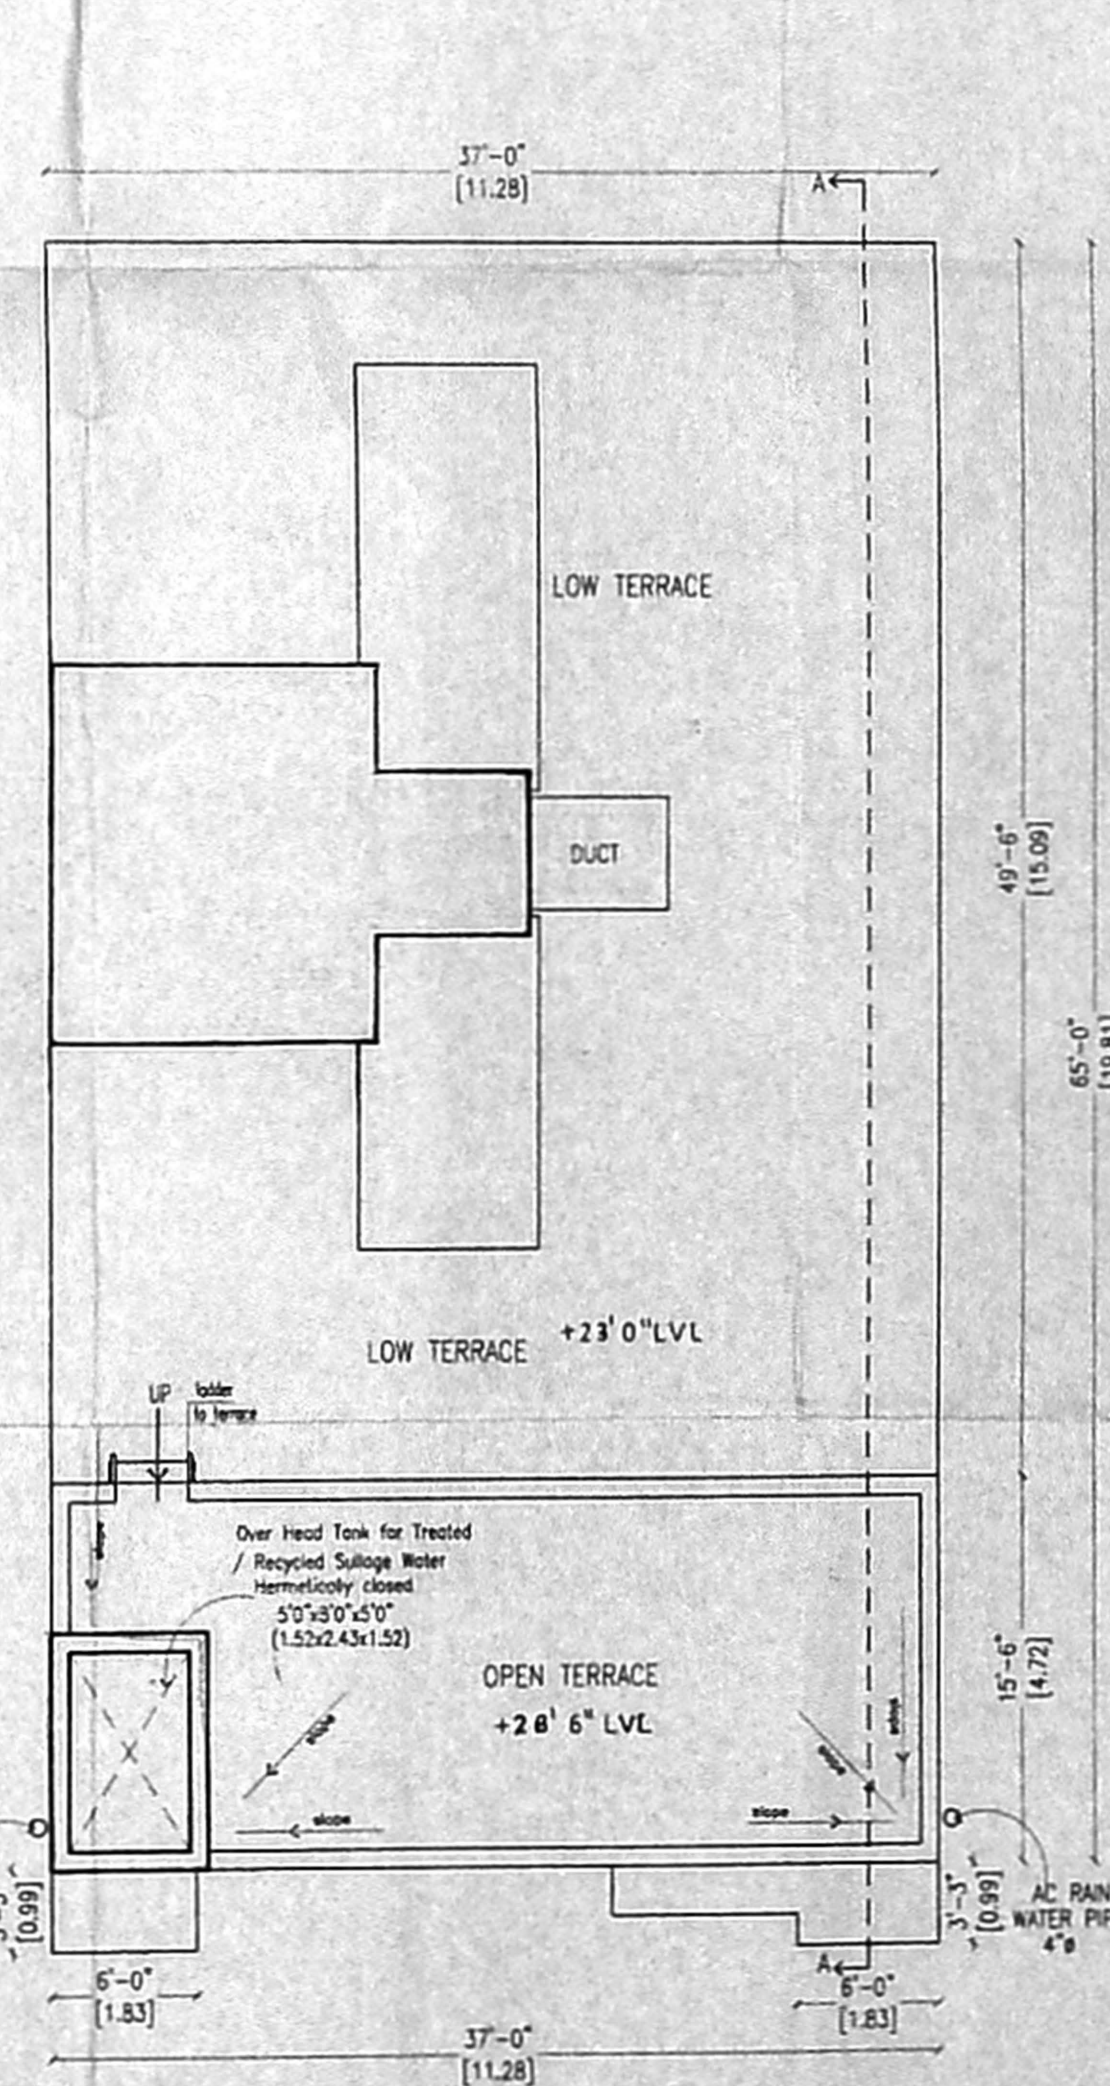 37'-0"
[11.28]
A
LOW TERRACE
DUCT
49'-6"
[15.09]
65'-0"
LOW TERRACE
+23' 0" LVL
UP
ladder
to terrace
slope
Over Head Tank for Treated
/ Recycled Sullage Water
Hermetically closed
5'0"x8'0"x5'0"
(1.52x2.43x1.52)
OPEN TERRACE
+28' 6" LVL
15'-6"
[4.72]
slope
slope
slope
slope
slope
[0.99]
3'-3"
[0.99]
AC RAIN
WATER
4"ø
A
6'-0"
[1.83]
6'-0"
[1.83]
37'-0"
[11.28]